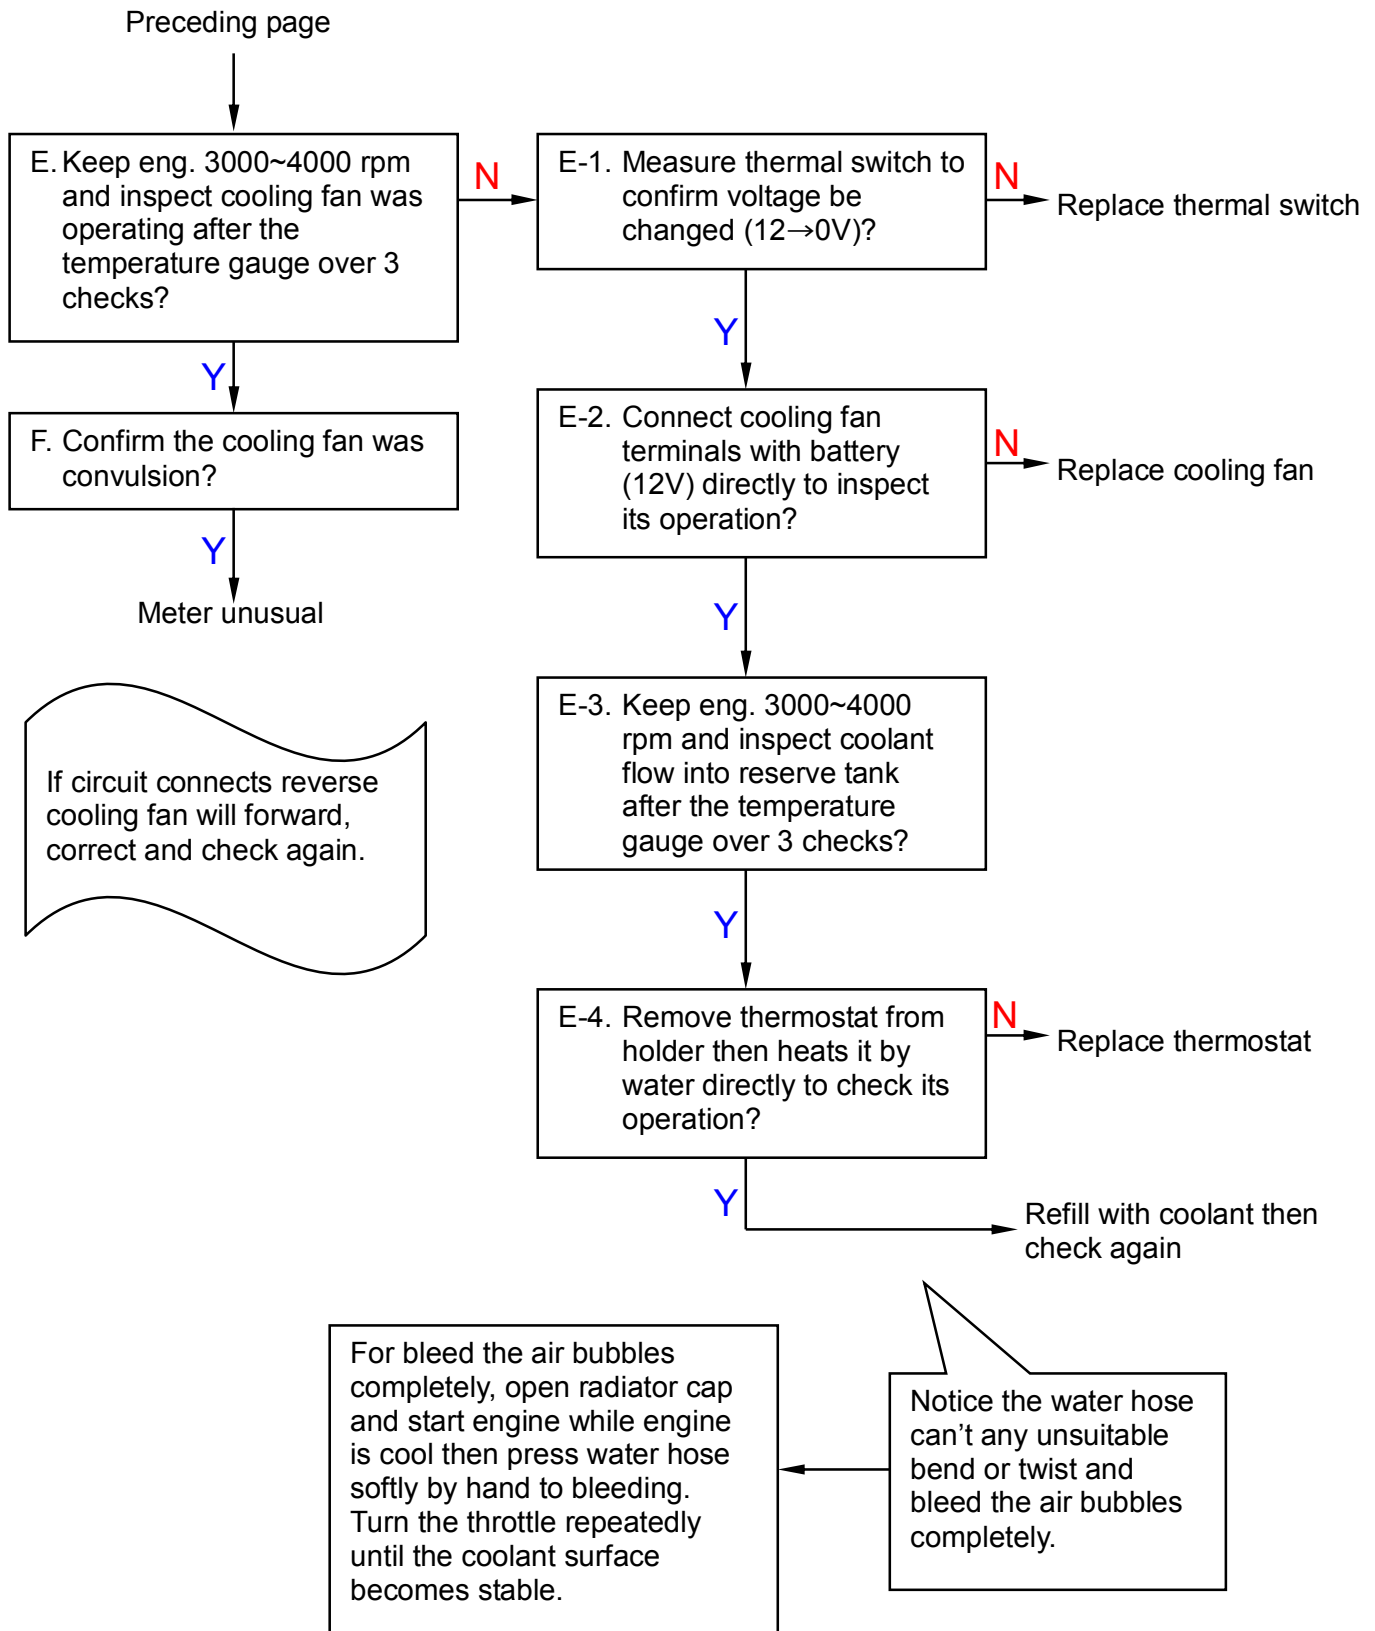 Preceding page
E. Keep eng. 3000~4000 rpm
and inspect cooling fan was
operating after the
temperature gauge over 3
checks?
N
E-1. Measure thermal switch to
confirm voltage be
changed (12→0V)?
N
Replace thermal switch
Y
Y
F. Confirm the cooling fan was
convulsion?
E-2. Connect cooling fan
terminals with battery
(12V) directly to inspect
its operation?
N
Replace cooling fan
Y
Meter unusual
Y
If circuit connects reverse
cooling fan will forward,
correct and check again.
E-3. Keep eng. 3000~4000
rpm and inspect coolant
flow into reserve tank
after the temperature
gauge over 3 checks?
Y
E-4. Remove thermostat from
holder then heats it by
water directly to check its
operation?
N
Replace thermostat
Y
Refill with coolant then
check again
For bleed the air bubbles
completely, open radiator cap
and start engine while engine
is cool then press water hose
softly by hand to bleeding.
Turn the throttle repeatedly
until the coolant surface
becomes stable.
Notice the water hose
can't any unsuitable
bend or twist and
bleed the air bubbles
completely.